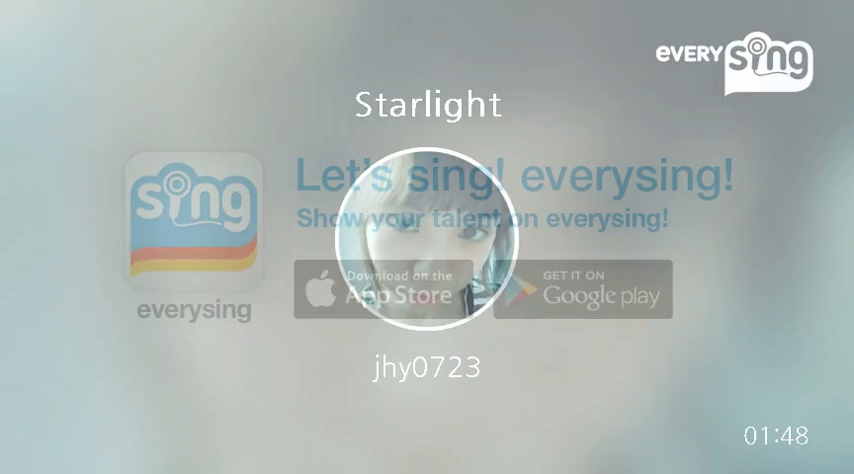 everysing
Starlight
sing
Let's sing! everysing!
Show your talent on everysing!
Download on the
App Store
GET IT ON
Google play
everysing
jhy0723
01:48